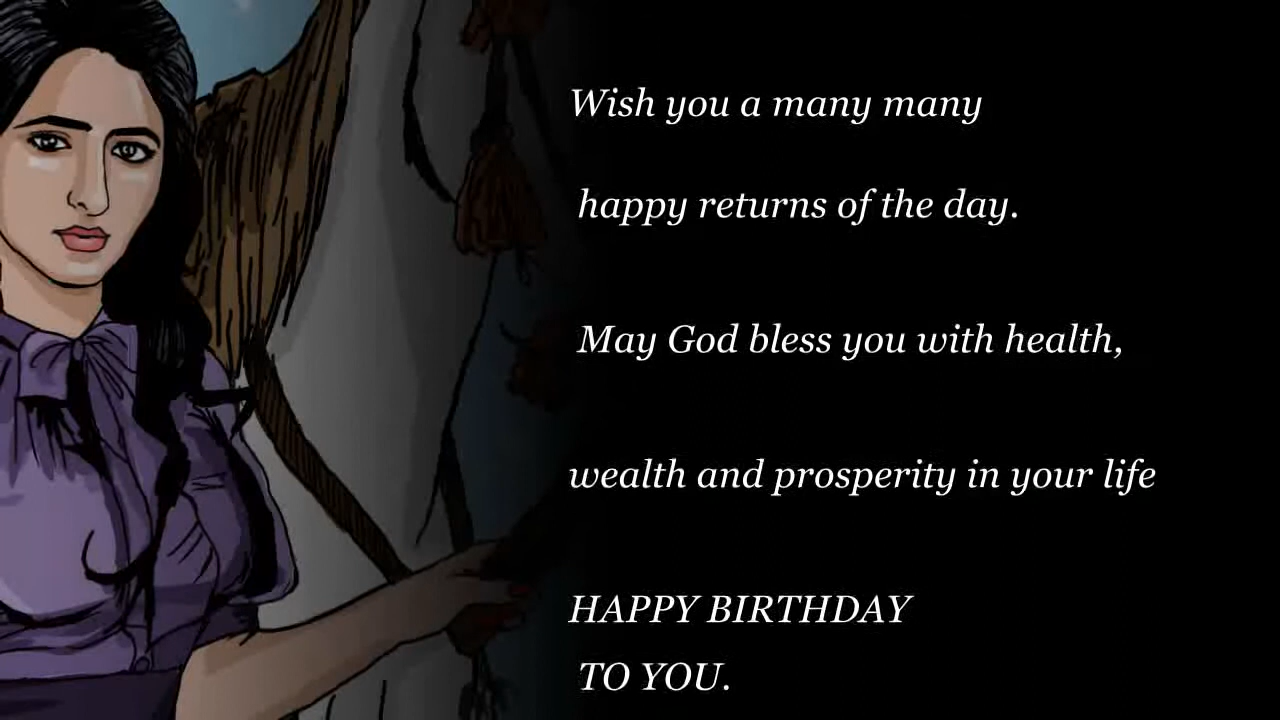 Wish you a many many
happy returns of the day.
May God bless you with health,
wealth and prosperity in your life
HAPPY BIRTHDAY
TO YOU.